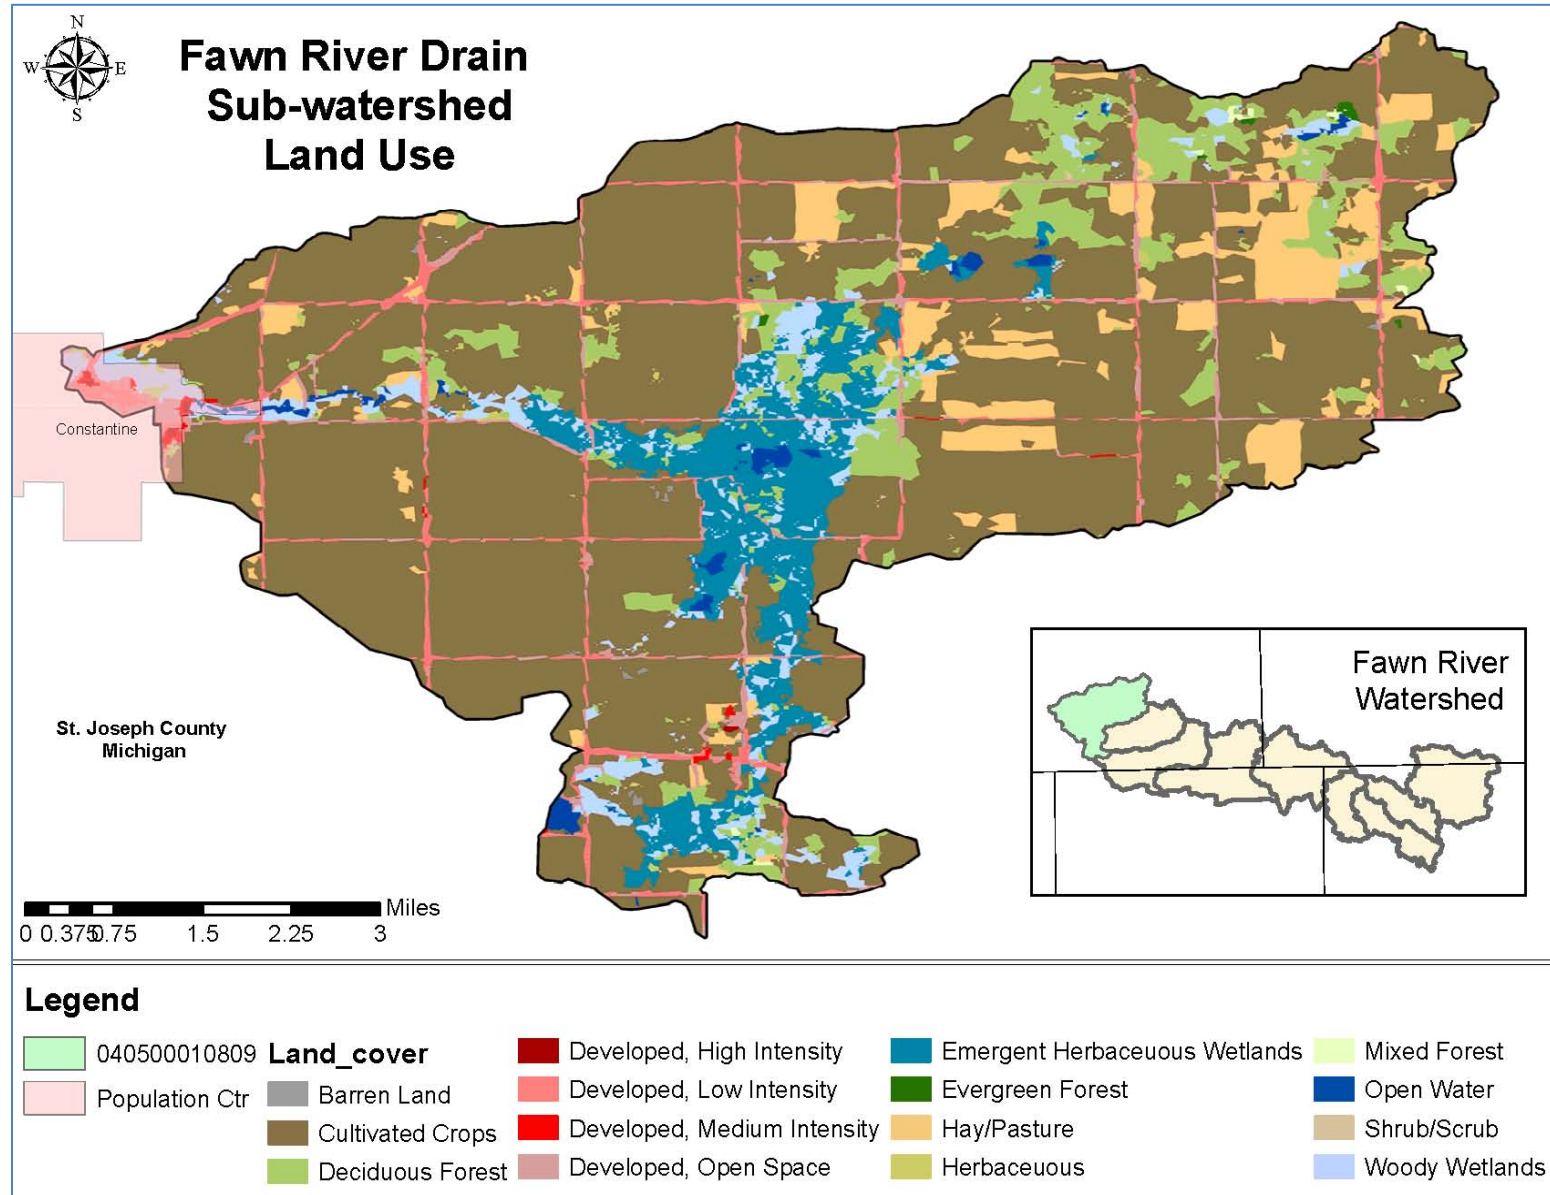 N
W E
S
Fawn River Drain
Sub-watershed
Land Use
Constantine
St. Joseph County
Michigan
Fawn River
Watershed
Miles
0 0.375 0.75 1.5 2.25 3
Legend
040500010809
Population Ctr
Land_cover
Barren Land
Cultivated Crops
Deciduous Forest
Developed, High Intensity
Developed, Low Intensity
Developed, Medium Intensity
Developed, Open Space
Emergent Herbaceuous Wetlands
Evergreen Forest
Hay/Pasture
Herbaceuous
Mixed Forest
Open Water
Shrub/Scrub
Woody Wetlands